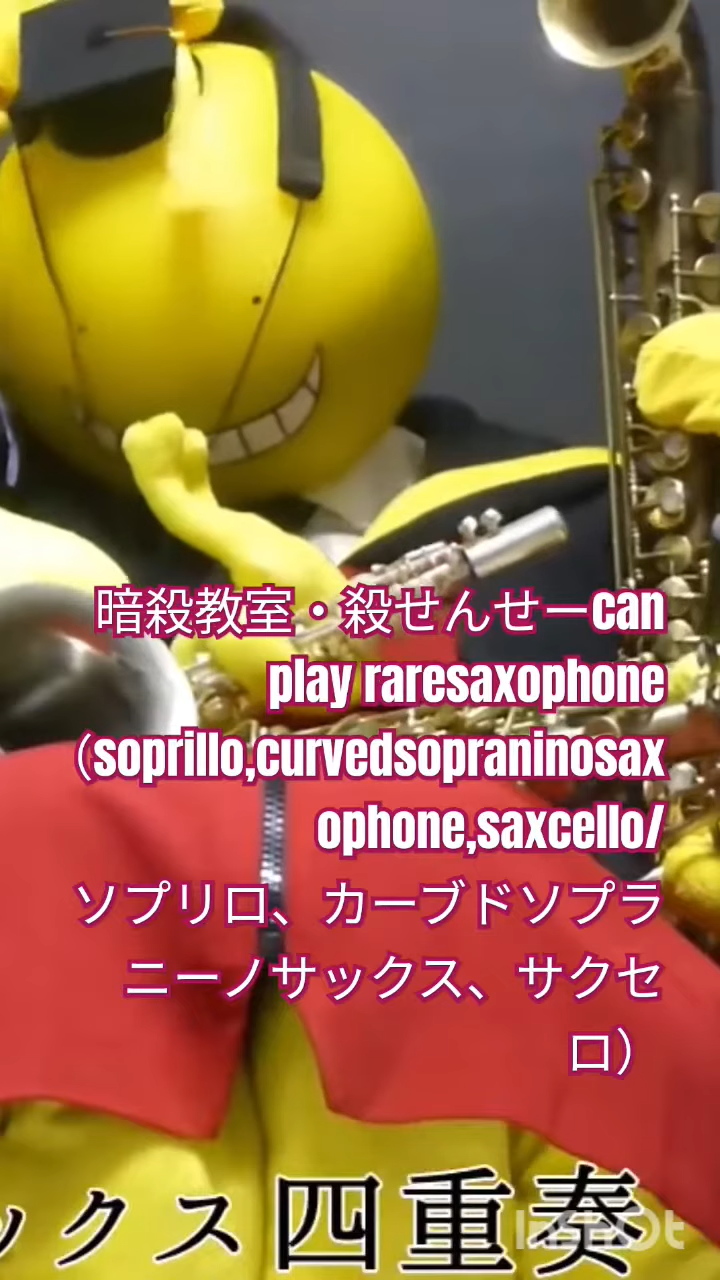 暗殺教室・殺せんせーcan
play raresaxophone
（soprillo,curvedsopraninosax
ophone,saxcello/
ソプリロ、カーブドソプラ
ニーノサックス、サクセ
ロ）
ックス四重奏
InShOt